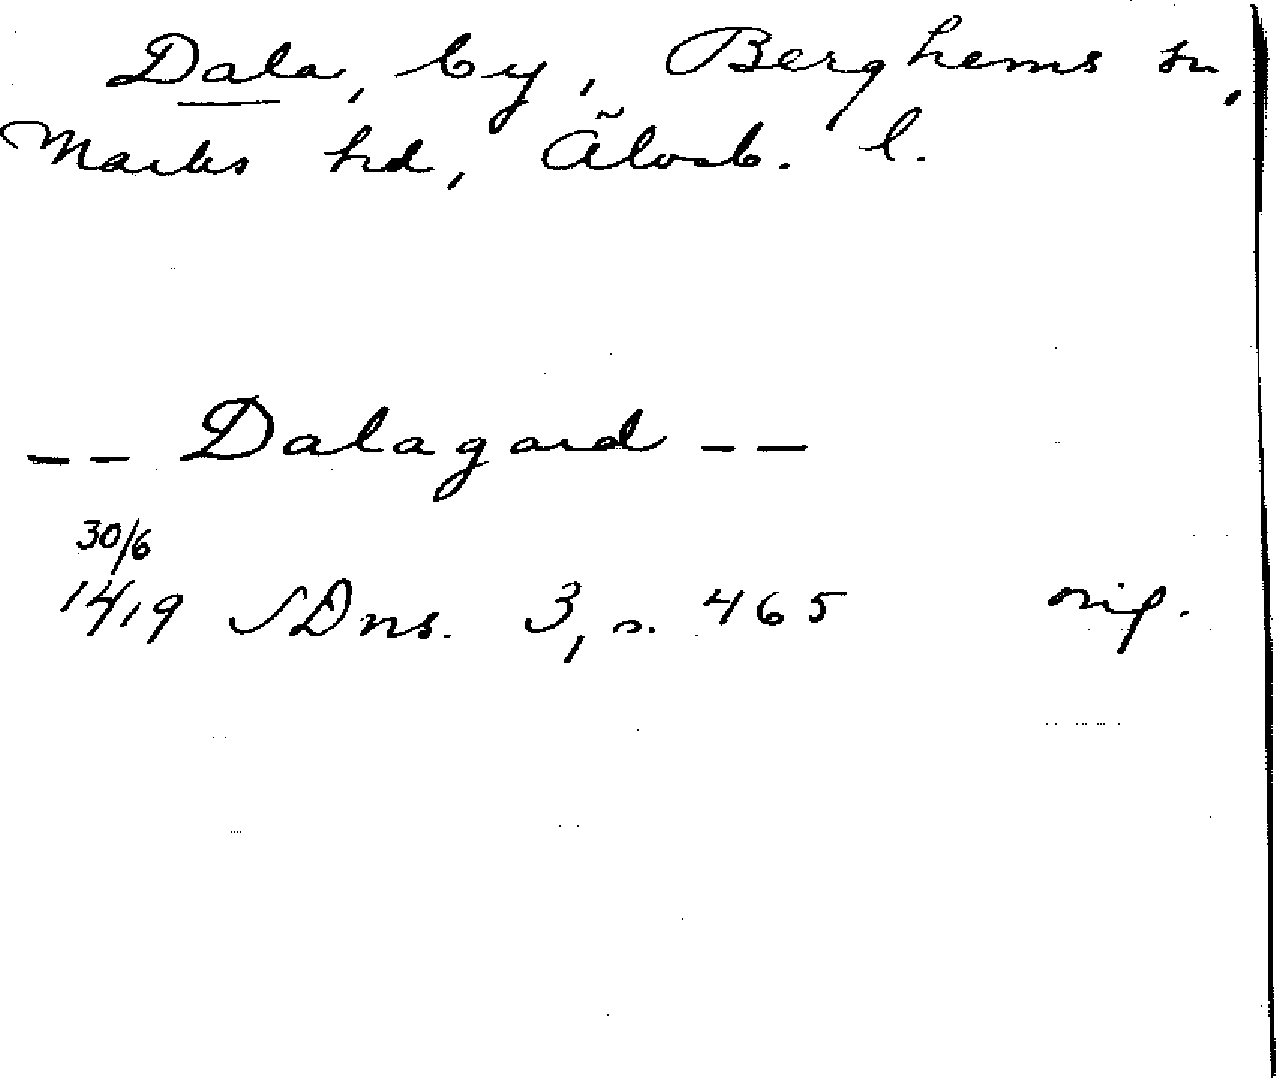 Dala, by, Berghems sn,
Marks hd, Älvsb. l.
-- Dalagard --
30/6
1419 SDns. 3, s. 465 orig.